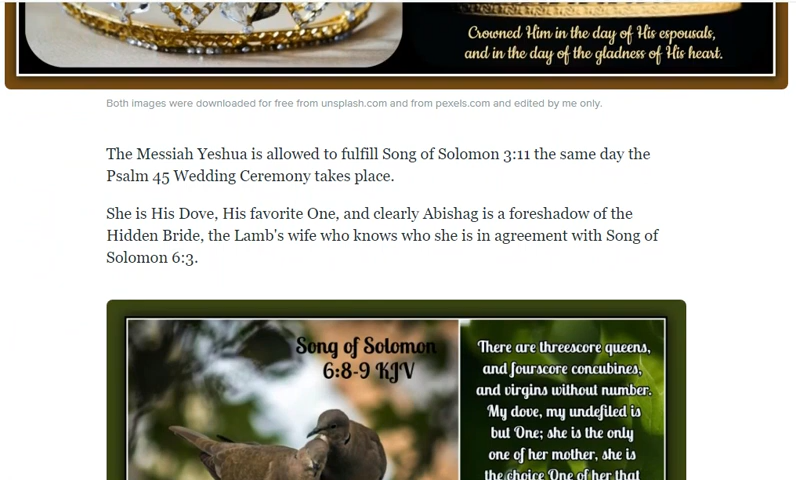 Crowned Him in the day of His espousals,
and in the day of the gladness of His heart.
Both images were downloaded for free from unsplash.com and from pexels.com and edited by me only.
The Messiah Yeshua is allowed to fulfill Song of Solomon 3:11 the same day the
Psalm 45 Wedding Ceremony takes place.
She is His Dove, His favorite One, and clearly Abishag is a foreshadow of the
Hidden Bride, the Lamb's wife who knows who she is in agreement with Song of
Solomon 6:3.
Song of Solomon
6:8-9 KJV
There are threescore queens,
and fourscore concubines,
and virgins without number.
My dove, my undefiled is
but One; she is the only
one of her mother, she is
the choice One of her that